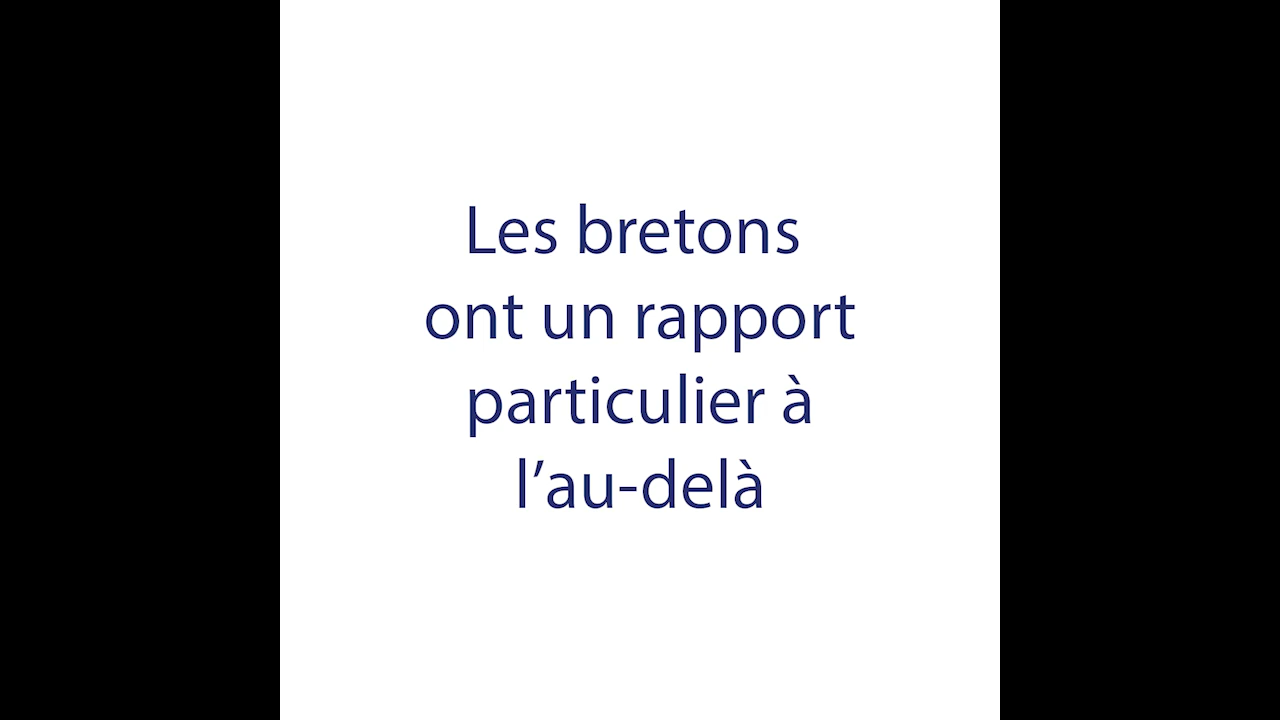 Les bretons
ont un rapport
particulier à
l’au-delà